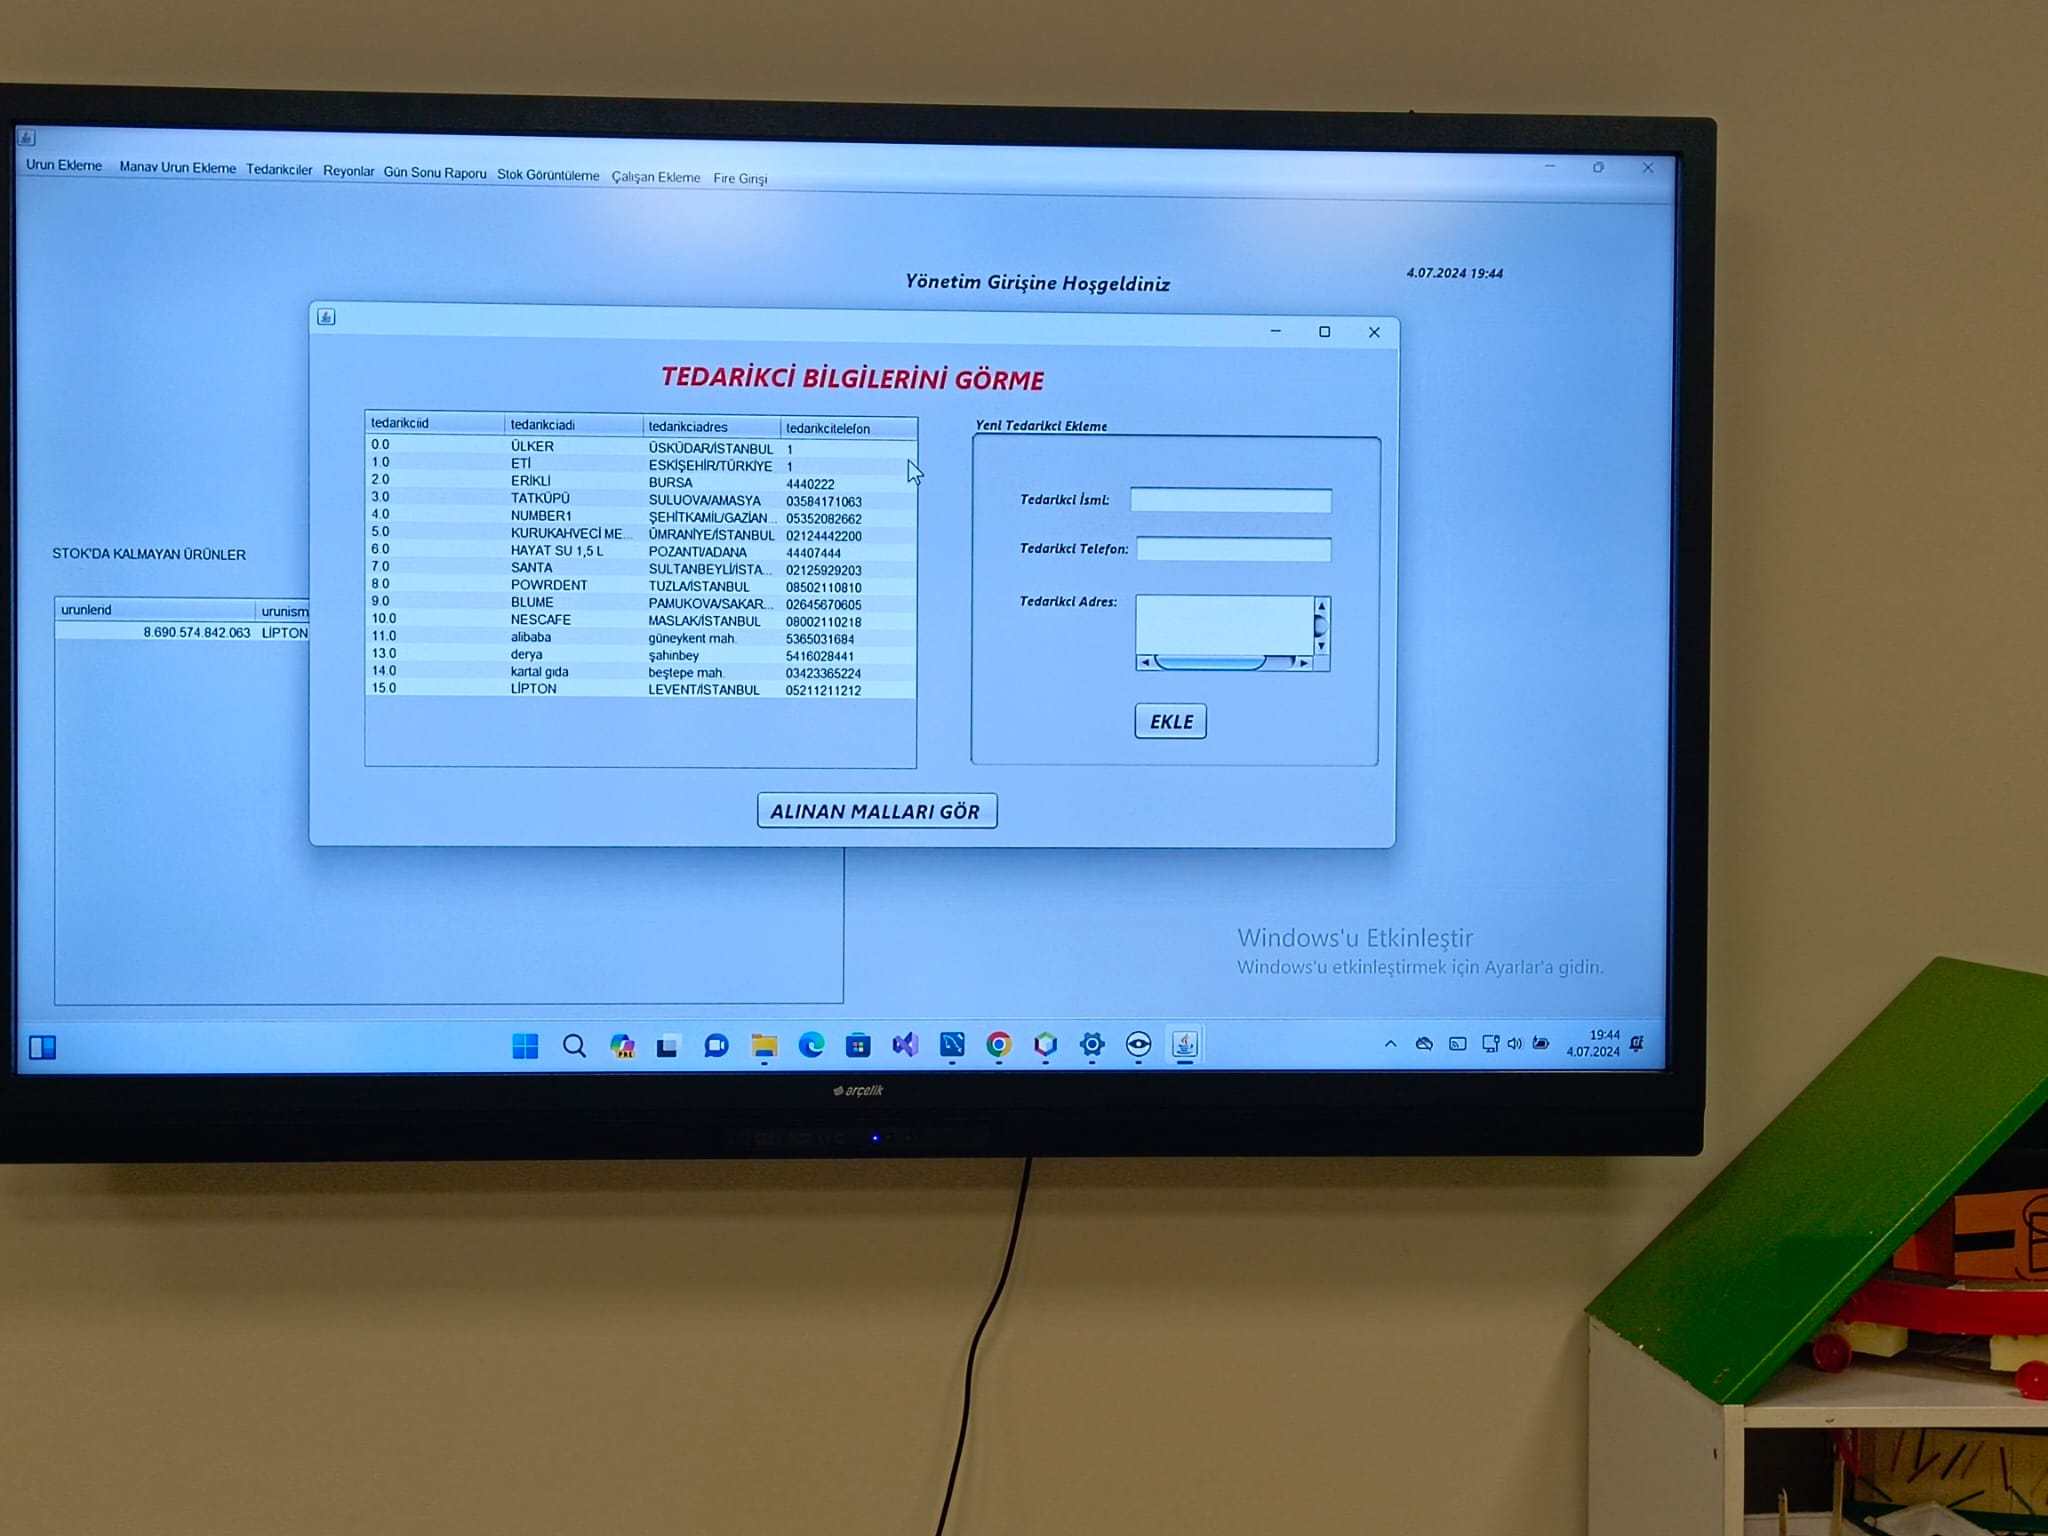 Urun Ekleme Manav Urun Ekleme Tedarikciler Reyonlar Gün Sonu Raporu Stok Görüntüleme Çalışan Ekleme Fire Girişi
Yönetim Girişine Hoşgeldiniz
4.07.2024 19:44
TEDARİKCİ BİLGİLERİNİ GÖRME
tedarikciid tedarikciadi tedarikciadres tedarikcitelefon
0.0 ÜLKER ÜSKÜDAR/İSTANBUL 1
1.0 ETİ ESKİŞEHİR/TÜRKİYE 1
2.0 ERİKLİ BURSA 4440222
3.0 TATKÜPÜ SULUOVA/AMASYA 03584171063
4.0 NUMBER1 ŞEHİTKAMİL/GAZİAN... 05352082662
5.0 KURUKAHVECİ ME... ÜMRANİYE/İSTANBUL 02124442200
6.0 HAYAT SU 1,5 L POZANTI/ADANA 44407444
7.0 SANTA SULTANBEYLİ/İSTA... 02125929203
8.0 POWRDENT TUZLA/İSTANBUL 08502110810
9.0 BLUME PAMUKOVA/SAKAR... 02645670605
10.0 NESCAFE MASLAK/İSTANBUL 08002110218
11.0 alibaba güneykent mah. 5365031684
13.0 derya şahinbey 5416028441
14.0 kartal gıda beştepe mah. 03423365224
15.0 LİPTON LEVENT/İSTANBUL 05211211212
Yeni Tedarikci Ekleme
Tedarikci İsmi:
Tedarikci Telefon:
Tedarikci Adres:
EKLE
ALINAN MALLARI GÖR
STOK'DA KALMAYAN ÜRÜNLER
urunlerid urunism
8.690.574.842.063 LİPTON
Windows'u Etkinleştir
Windows'u etkinleştirmek için Ayarlar'a gidin.
PRE
19:44
4.07.2024
arçelik